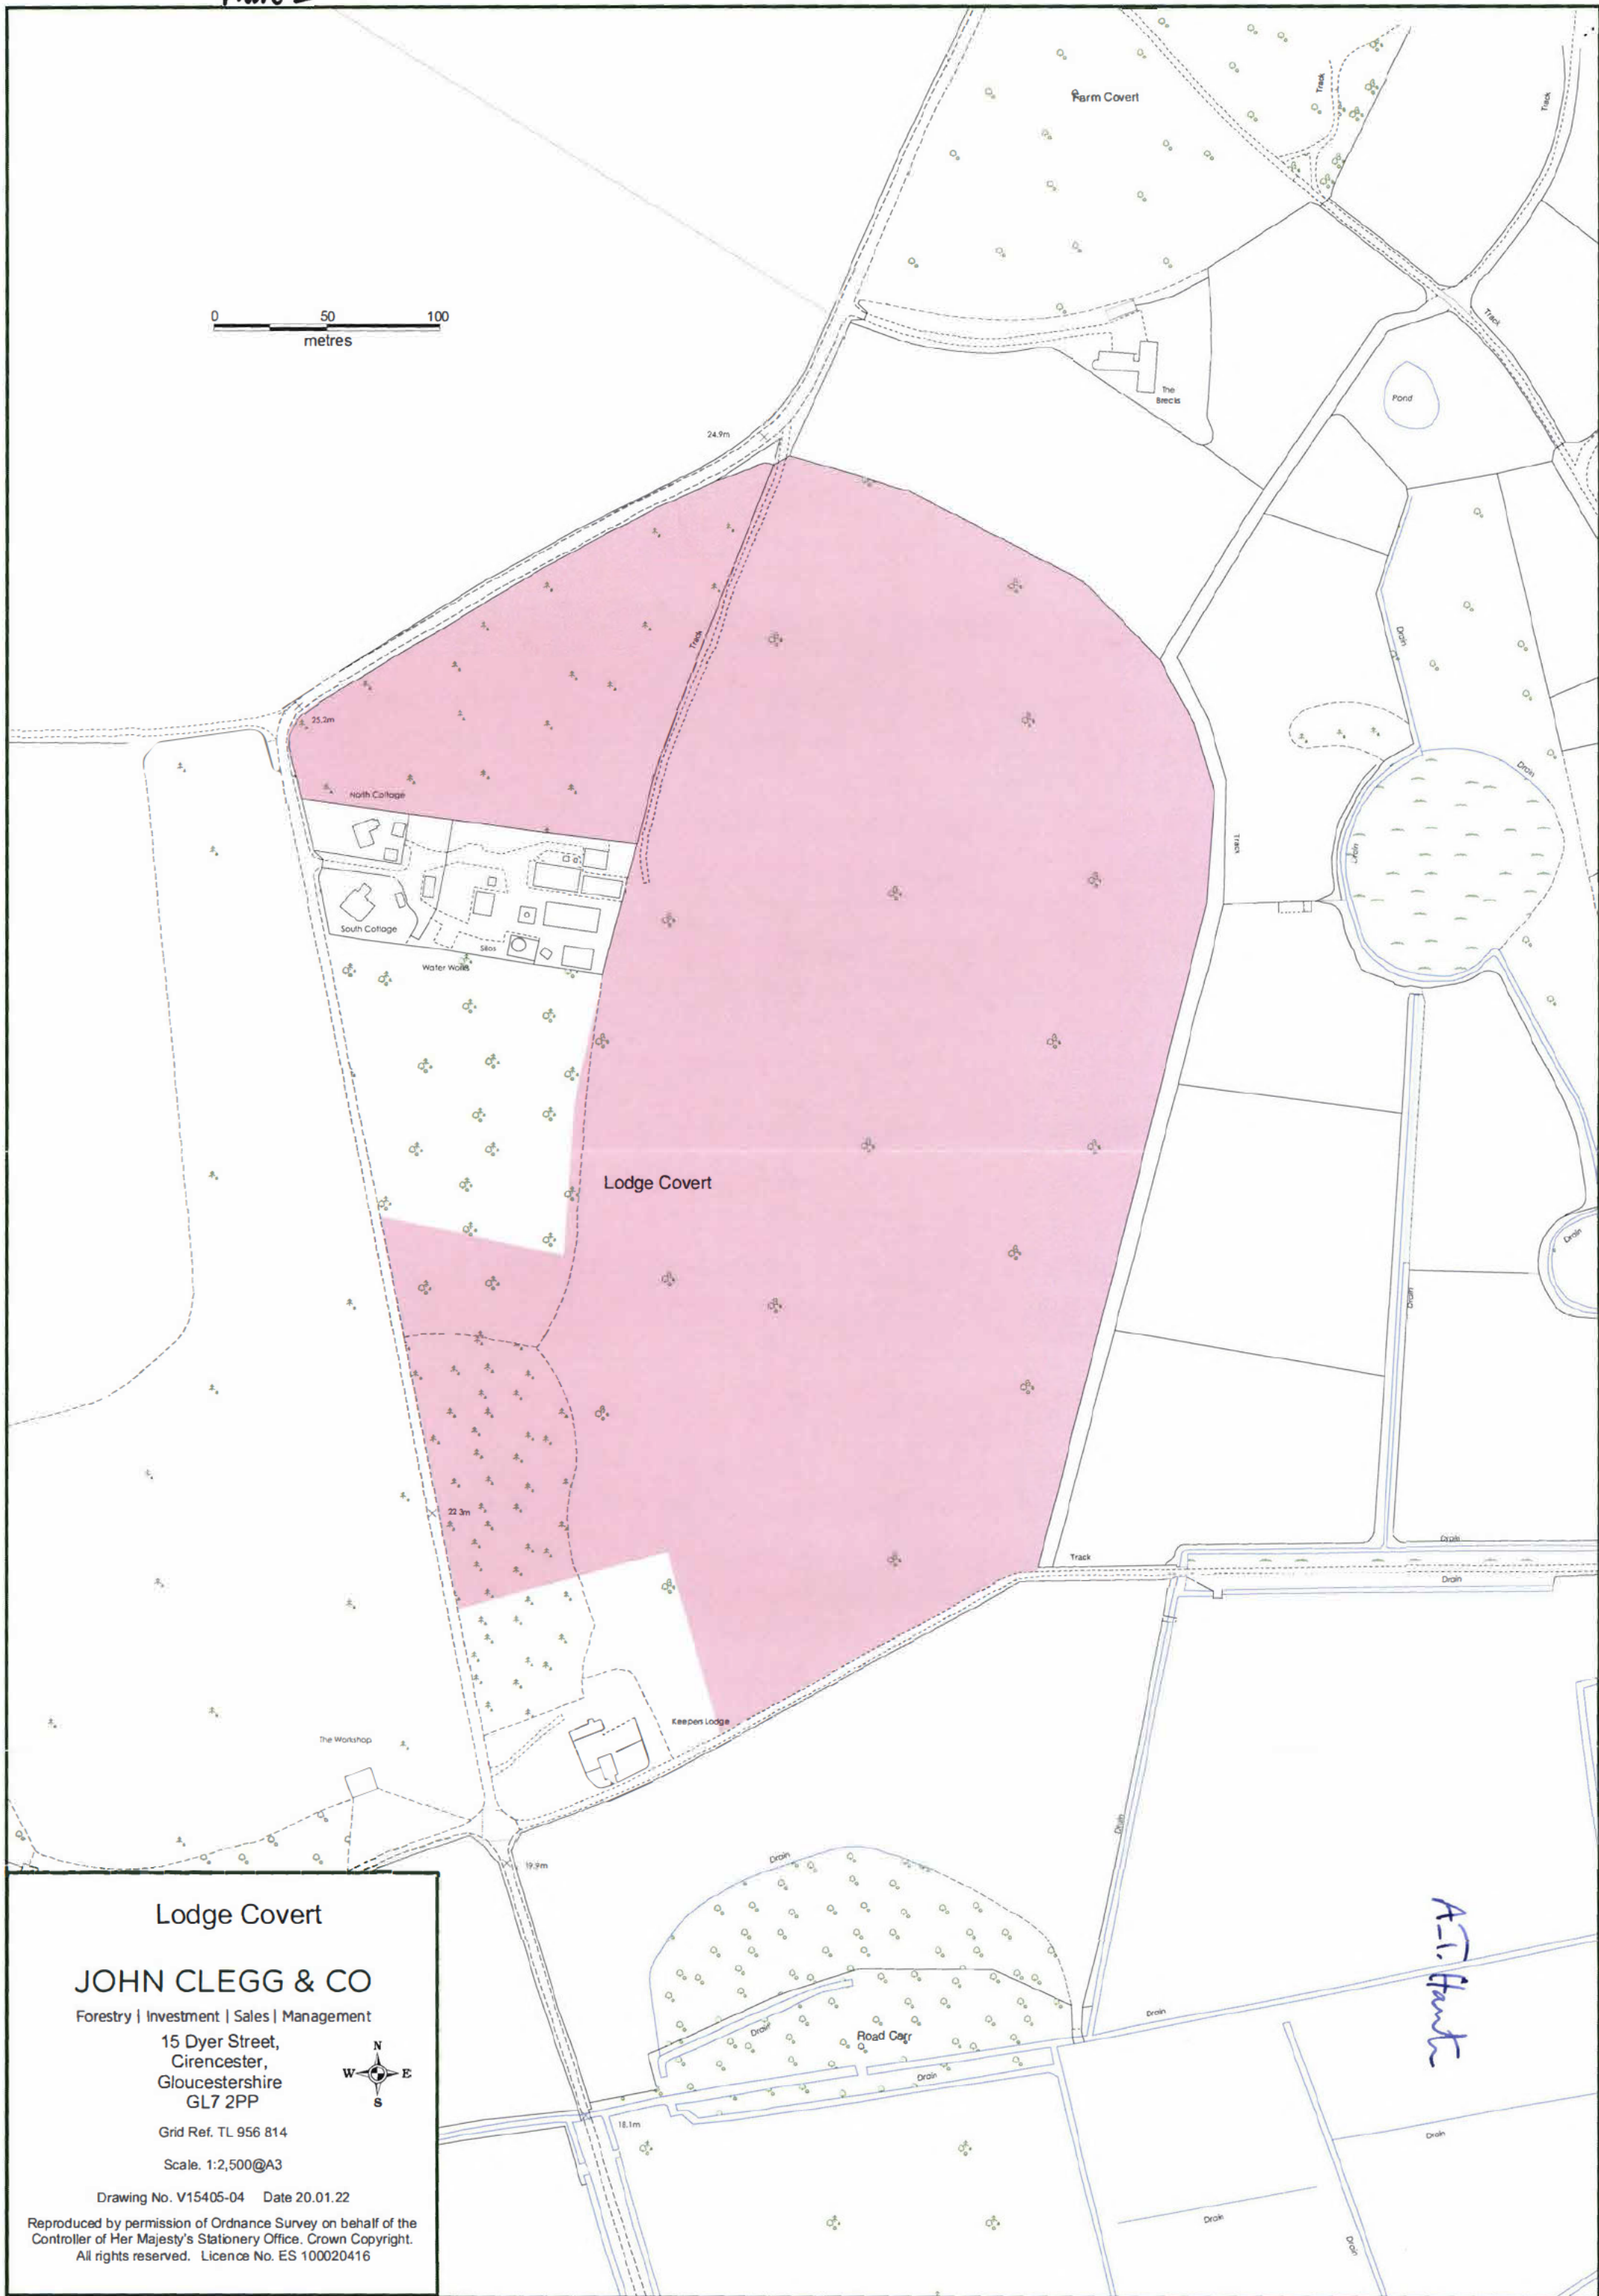 Farm Covert
Track
Track
0 50 100
metres
Track
The
Brecks
Pond
24.9m
Track
Drain
25.2m
Drain
North Cottage
Track
Drain
South Cottage
Silos
Water Works
Lodge Covert
Drain
Drain
22.3m
Drain
Track
Drain
Keepers Lodge
The Workshop
Drain
Drain
19.9m
Lodge Covert
JOHN CLEGG & CO
Forestry | Investment | Sales | Management
15 Dyer Street,
Cirencester,
Gloucestershire
GL7 2PP
N
W E
S
Grid Ref. TL 956 814
Scale. 1:2,500@A3
Drawing No. V15405-04 Date 20.01.22
Reproduced by permission of Ordnance Survey on behalf of the
Controller of Her Majesty's Stationery Office. Crown Copyright.
All rights reserved. Licence No. ES 100020416
Drain
Drain
Road Carr
Drain
18.1m
Drain
Drain
Drain